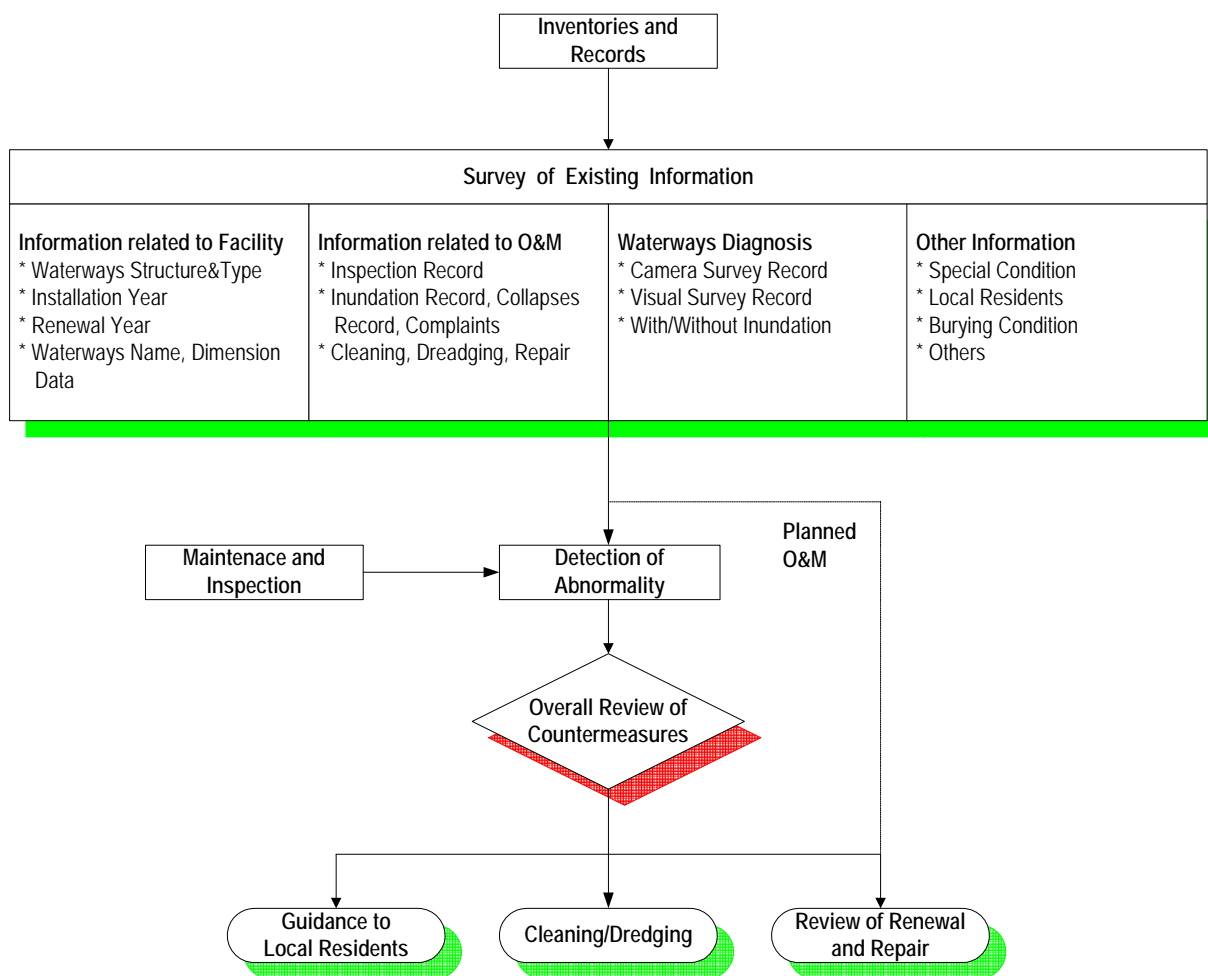 Inventories and
Records
Survey of Existing Information
Information related to Facility
* Waterways Structure&Type
* Installation Year
* Renewal Year
* Waterways Name, Dimension
Data
Information related to O&M
* Inspection Record
* Inundation Record, Collapses
Record, Complaints
* Cleaning, Dreadging, Repair
Waterways Diagnosis
* Camera Survey Record
* Visual Survey Record
* With/Without Inundation
Other Information
* Special Condition
* Local Residents
* Burying Condition
* Others
Planned
O&M
Maintenace and
Inspection
Detection of
Abnormality
Overall Review of
Countermeasures
Guidance to
Local Residents
Cleaning/Dredging
Review of Renewal
and Repair